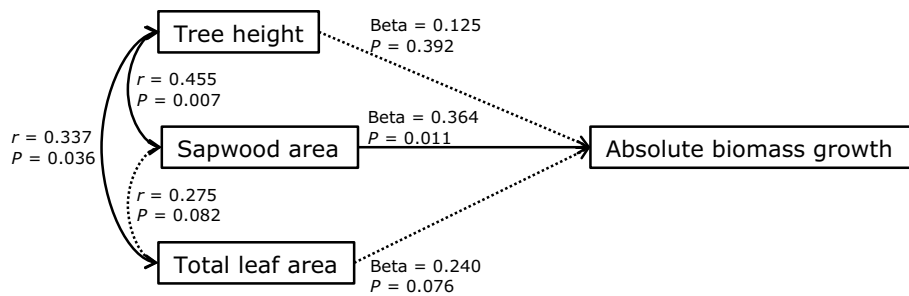 Tree height
Beta = 0.125
P = 0.392
r = 0.455
P = 0.007
r = 0.337
P = 0.036
Sapwood area
Beta = 0.364
P = 0.011
Absolute biomass growth
r = 0.275
P = 0.082
Total leaf area
Beta = 0.240
P = 0.076